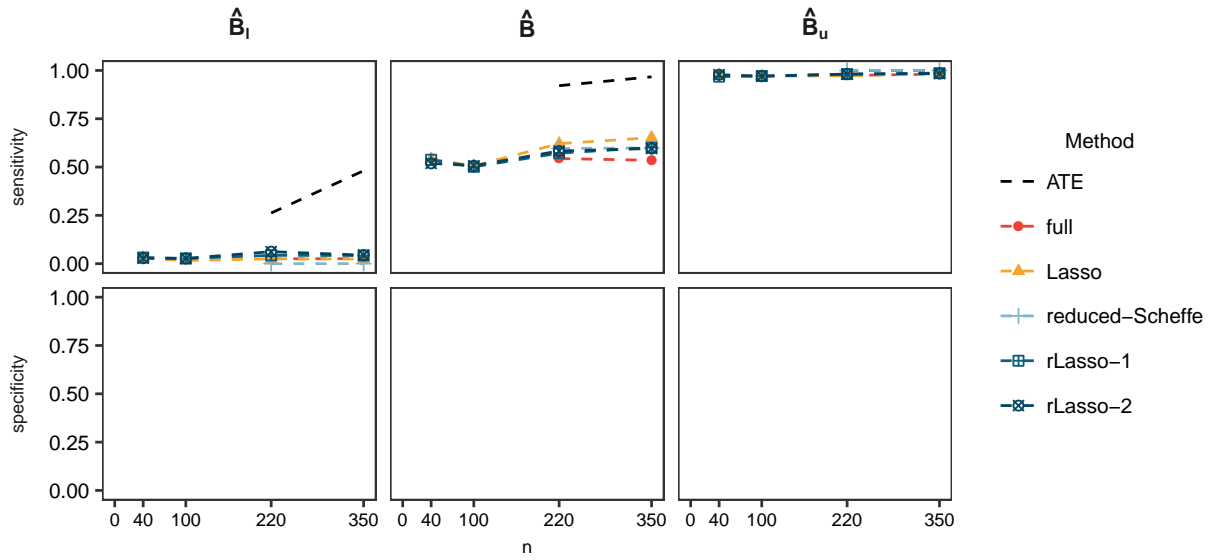 B̂l B̂ B̂u
sensitivity
1.00
0.75
0.50
0.25
0.00
specificity
1.00
0.75
0.50
0.25
0.00
0 40 100 220 350 0 40 100 220 350 0 40 100 220 350
n
Method
ATE
full
Lasso
reduced−Scheffe
rLasso−1
rLasso−2